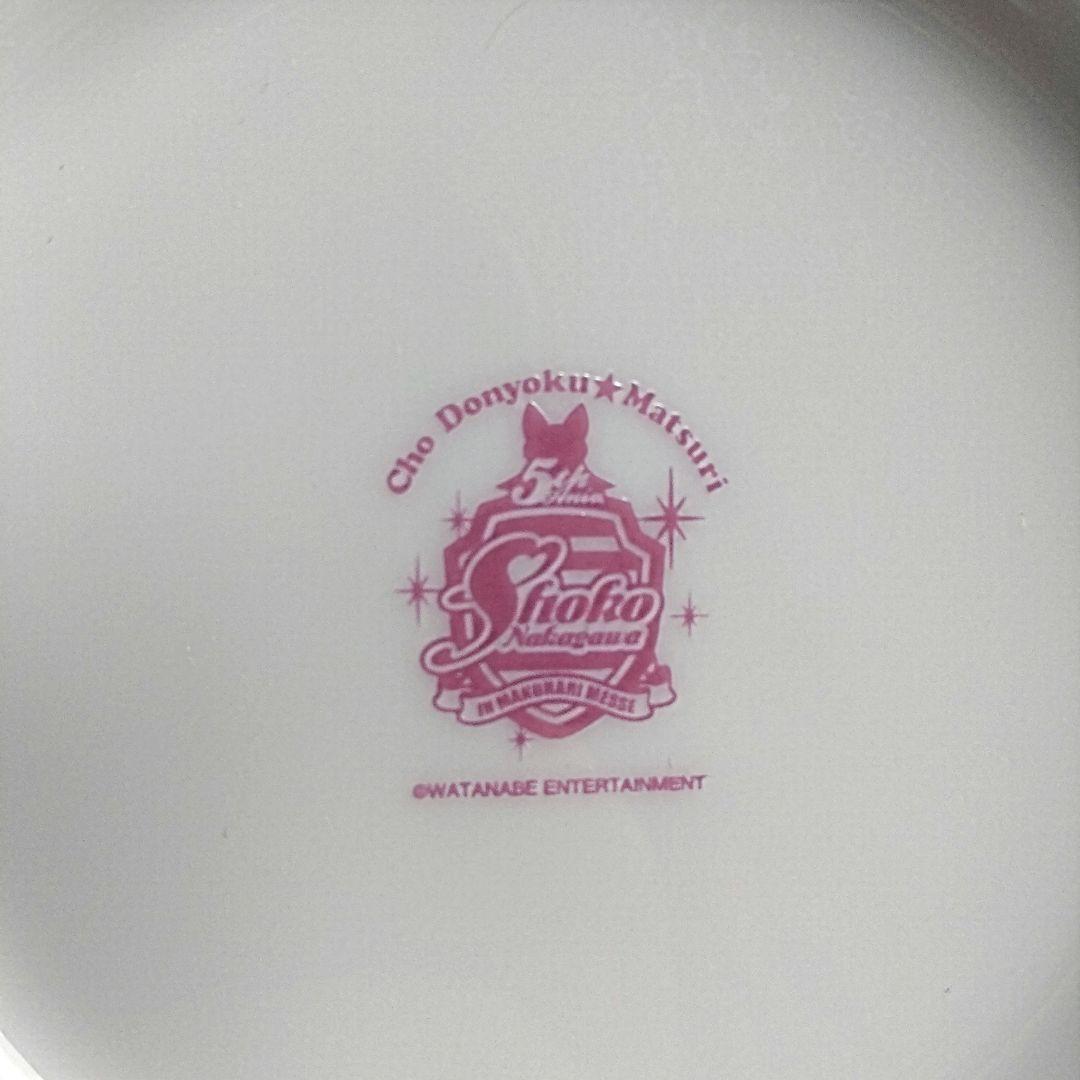 Cho Donyoku★Matsuri
5th
Shoko
Nakagawa
IN MAKUHARI MESSE
©WATANABE ENTERTAINMENT